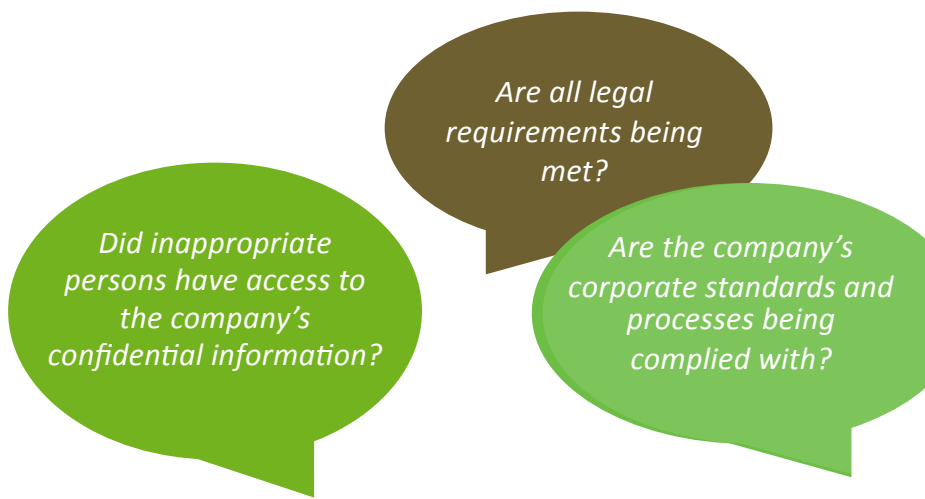 Are all legal
requirements being
met?
Did inappropriate
persons have access to
the company’s
confidential information?
Are the company’s
corporate standards and
processes being
complied with?